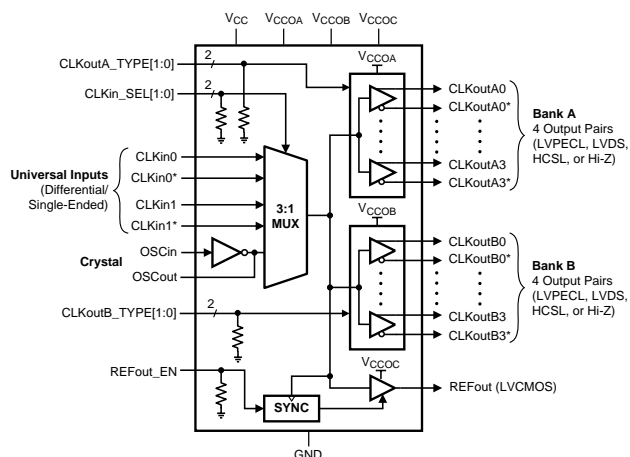 VCC VCCOA VCCOB VCCOC
CLKoutA_TYPE[1:0]
2
CLKin_SEL[1:0]
2
VCCOA
CLKoutA0
CLKoutA0*
CLKoutA3
CLKoutA3*
Bank A
4 Output Pairs
(LVPECL, LVDS,
HCSL, or Hi-Z)
Universal Inputs
(Differential/
Single-Ended)
CLKin0
CLKin0*
CLKin1
CLKin1*
3:1
MUX
Crystal
OSCin
OSCout
VCCOB
CLKoutB0
CLKoutB0*
CLKoutB3
CLKoutB3*
Bank B
4 Output Pairs
(LVPECL, LVDS,
HCSL, or Hi-Z)
CLKoutB_TYPE[1:0]
2
REFout_EN
SYNC
VCCOC
REFout (LVCMOS)
GND